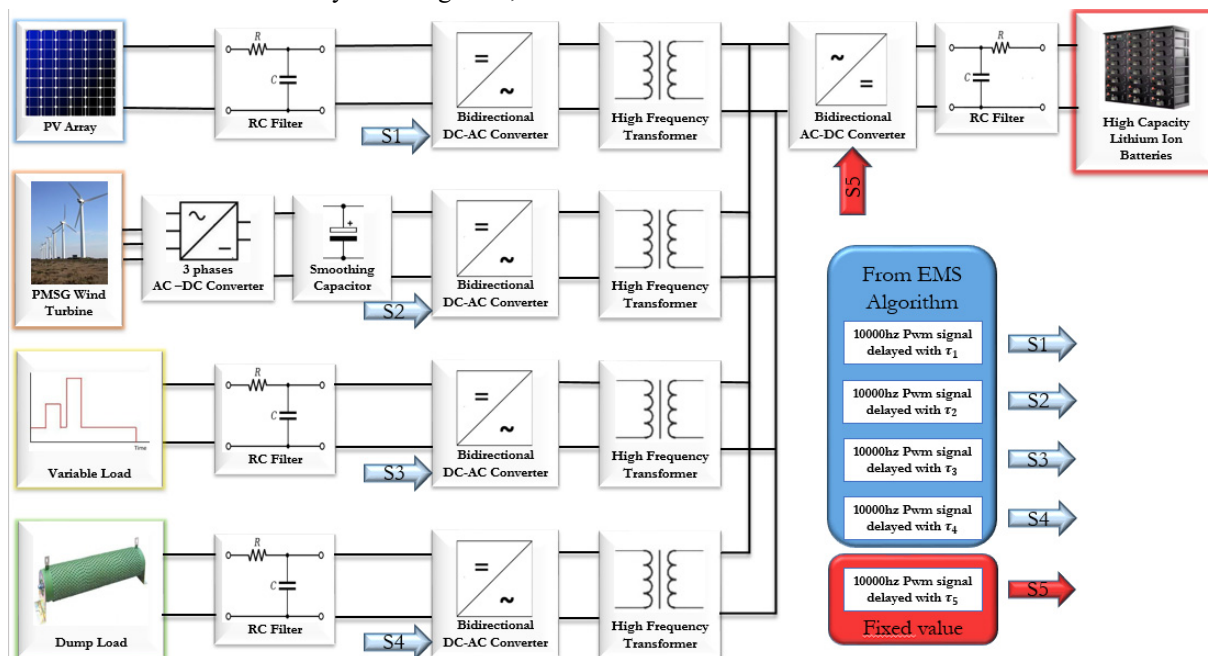 PV Array
R
C
RC Filter
S1
=
~
Bidirectional
DC-AC Converter
High Frequency
Transformer
~
=
Bidirectional
AC-DC Converter
S5
R
C
RC Filter
High Capacity
Lithium Ion
Batteries
PMSG Wind
Turbine
~
–
3 phases
AC –DC Converter
+
Smoothing
Capacitor
S2
=
~
Bidirectional
DC-AC Converter
High Frequency
Transformer
Time
Variable Load
R
C
RC Filter
S3
=
~
Bidirectional
DC-AC Converter
High Frequency
Transformer
Dump Load
R
C
RC Filter
S4
=
~
Bidirectional
DC-AC Converter
High Frequency
Transformer
From EMS
Algorithm
10000hz Pwm signal
delayed with τ1
S1
10000hz Pwm signal
delayed with τ2
S2
10000hz Pwm signal
delayed with τ3
S3
10000hz Pwm signal
delayed with τ4
S4
10000hz Pwm signal
delayed with τ5
S5
Fixed value